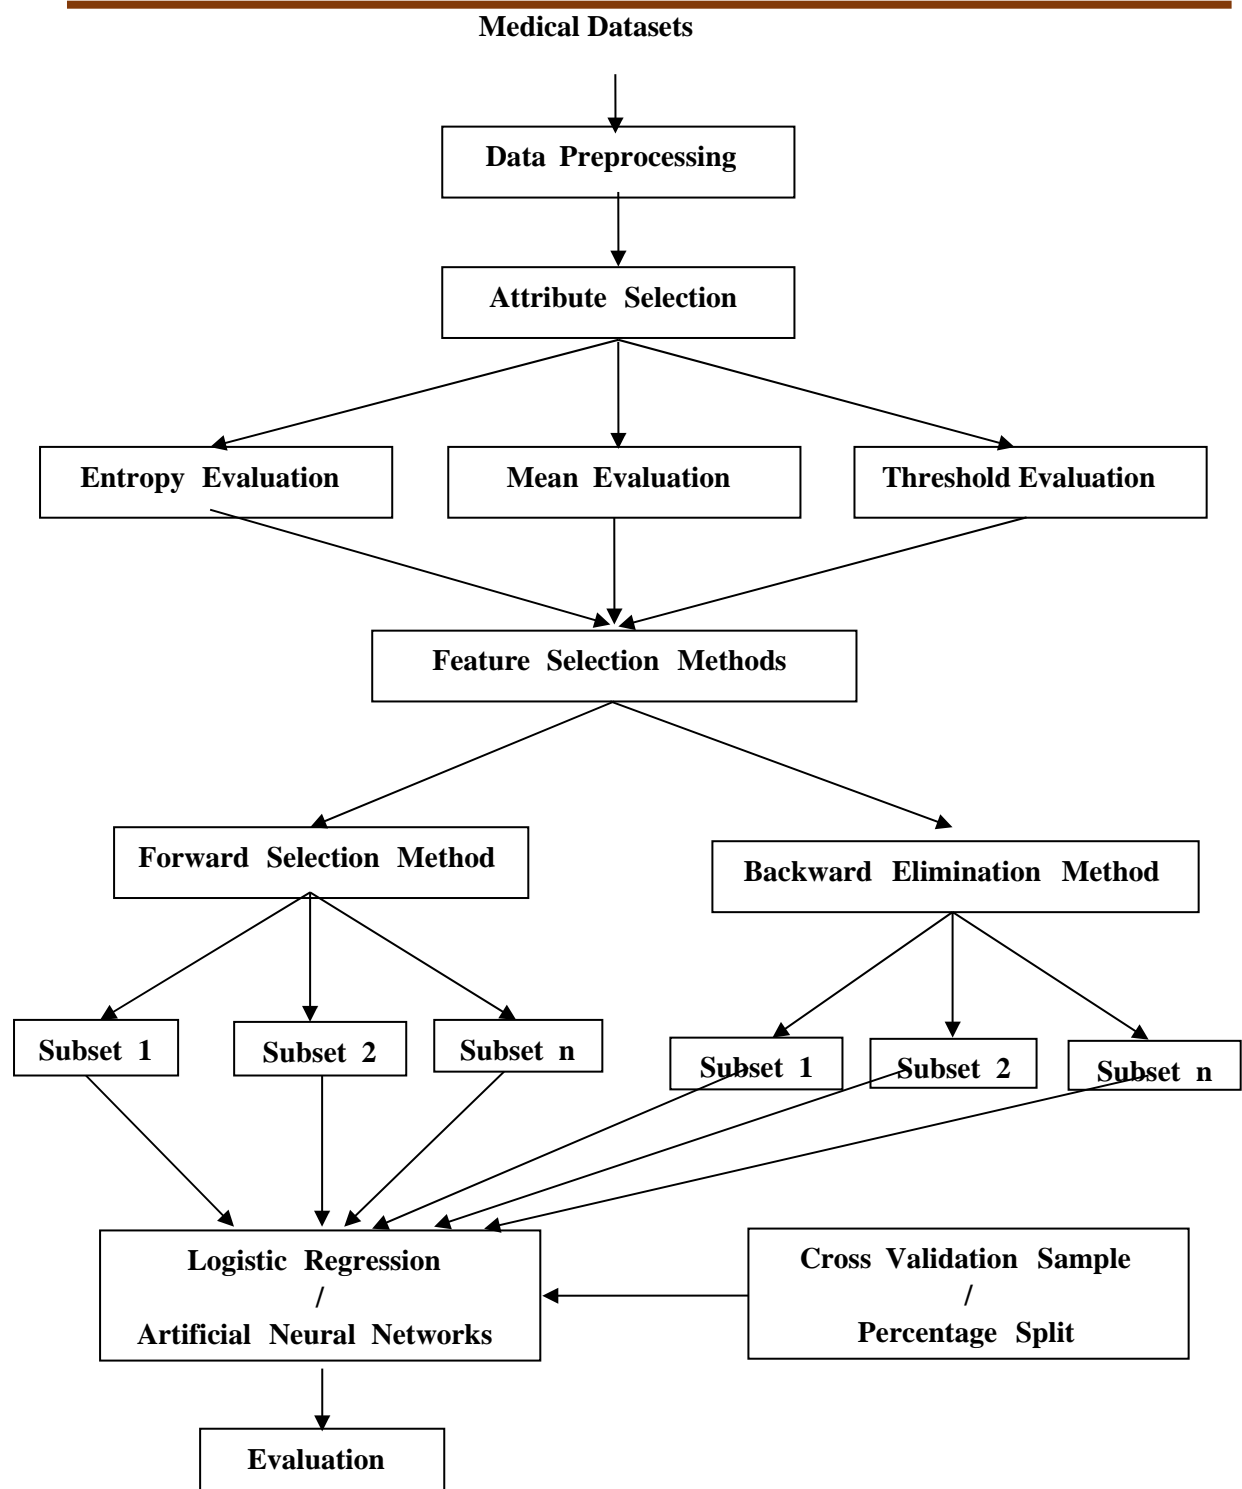 Medical Datasets
Data Preprocessing
Attribute Selection
Entropy Evaluation
Mean Evaluation
Threshold Evaluation
Feature Selection Methods
Forward Selection Method
Backward Elimination Method
Subset 1
Subset 2
Subset n
Subset 1
Subset 2
Subset n
Logistic Regression
/
Artificial Neural Networks
Cross Validation Sample
/
Percentage Split
Evaluation